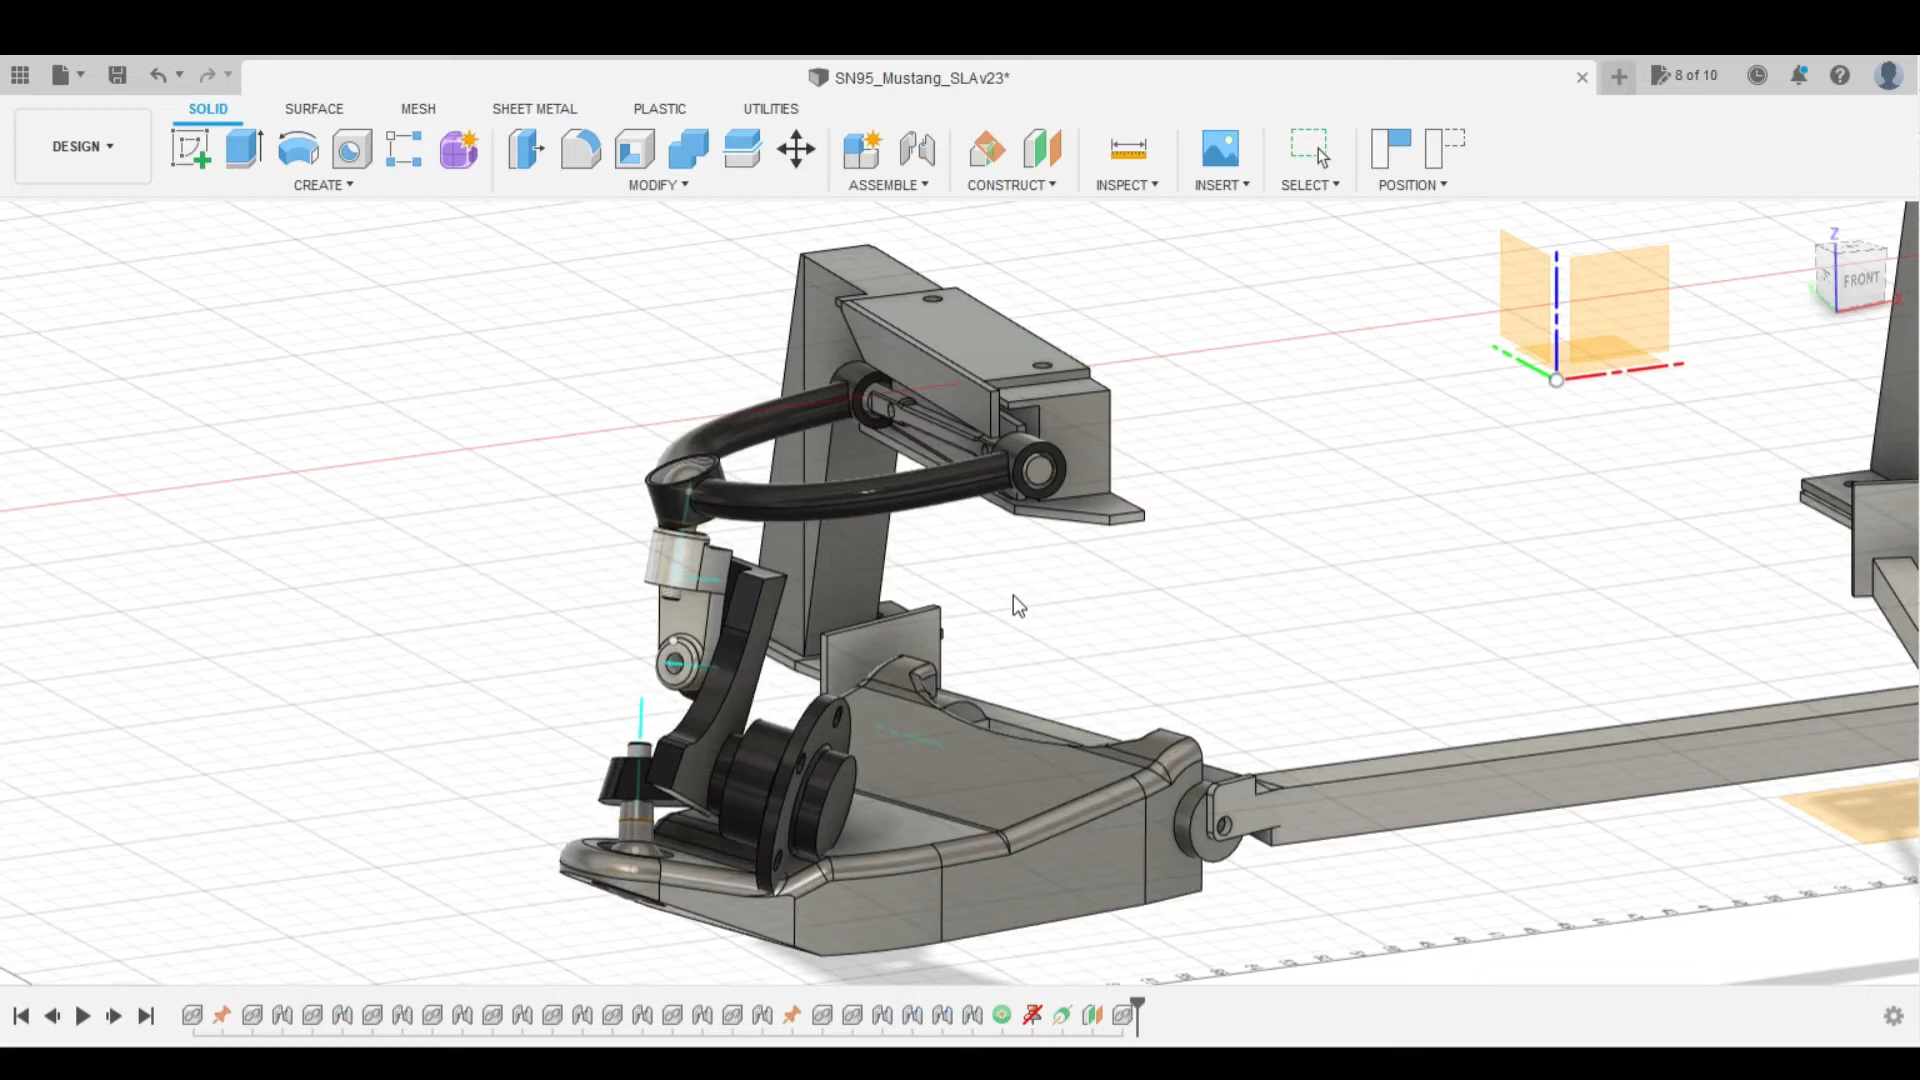 SN95_Mustang_SLAv23*
8 of 10
SOLID SURFACE MESH SHEET METAL PLASTIC UTILITIES
DESIGN
CREATE MODIFY ASSEMBLE CONSTRUCT INSPECT INSERT SELECT POSITION
Z
FRONT
X